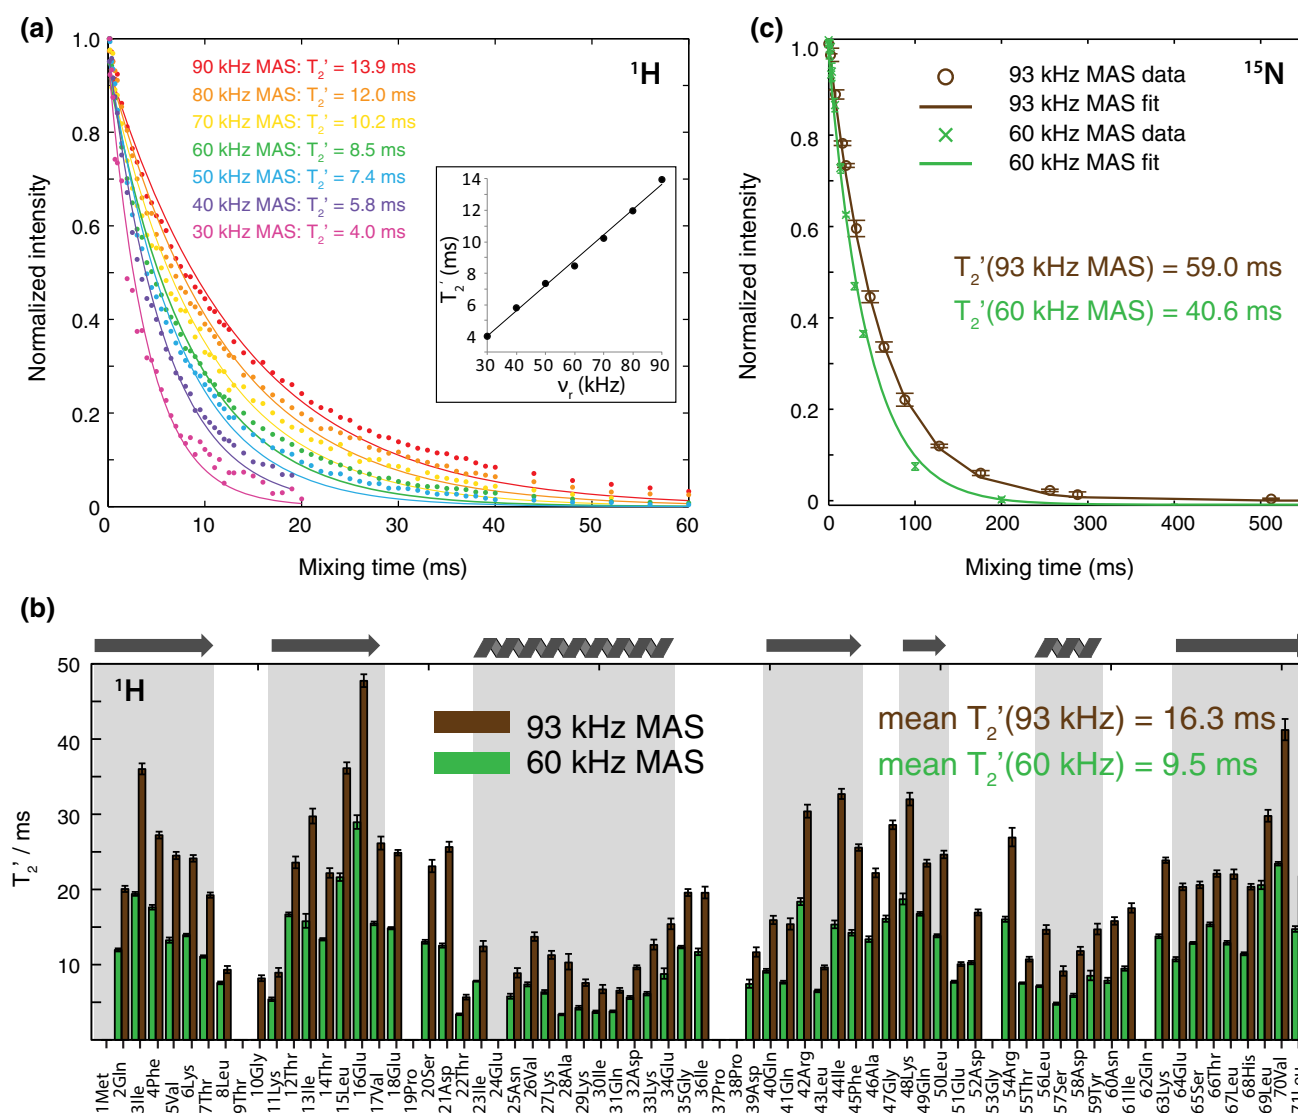 (a)
1.0
0.8
0.6
0.4
0.2
0
Normalized intensity
90 kHz MAS: T2' = 13.9 ms
80 kHz MAS: T2' = 12.0 ms
70 kHz MAS: T2' = 10.2 ms
60 kHz MAS: T2' = 8.5 ms
50 kHz MAS: T2' = 7.4 ms
40 kHz MAS: T2' = 5.8 ms
30 kHz MAS: T2' = 4.0 ms
1H
14
12
10
8
6
4
T2' (ms)
30 40 50 60 70 80 90
νr (kHz)
0 10 20 30 40 50 60
Mixing time (ms)
(c)
1.0
0.8
0.6
0.4
0.2
0
Normalized intensity
93 kHz MAS data
93 kHz MAS fit
60 kHz MAS data
60 kHz MAS fit
15N
T2'(93 kHz MAS) = 59.0 ms
T2'(60 kHz MAS) = 40.6 ms
0 100 200 300 400 500
Mixing time (ms)
(b)
50
40
30
20
10
T2' / ms
1H
93 kHz MAS
60 kHz MAS
mean T2'(93 kHz) = 16.3 ms
mean T2'(60 kHz) = 9.5 ms
1Met
2Gln
3Ile
4Phe
5Val
6Lys
7Thr
8Leu
9Thr
10Gly
11Lys
12Thr
13Ile
14Thr
15Leu
16Glu
17Val
18Glu
19Pro
20Ser
21Asp
22Thr
23Ile
24Glu
25Asn
26Val
27Lys
28Ala
29Lys
30Ile
31Gln
32Asp
33Lys
34Glu
35Gly
36Ile
37Pro
38Pro
39Asp
40Gln
41Gln
42Arg
43Leu
44Ile
45Phe
46Ala
47Gly
48Lys
49Gln
50Leu
51Glu
52Asp
53Gly
54Arg
55Thr
56Leu
57Ser
58Asp
59Tyr
60Asn
61Ile
62Gln
63Lys
64Glu
65Ser
66Thr
67Leu
68His
69Leu
70Val
71Leu